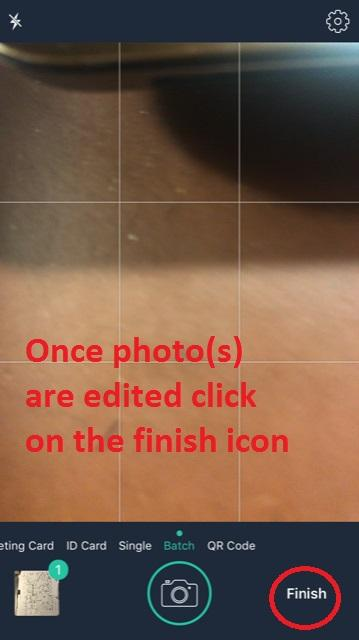 Once photo(s)
are edited click
on the finish icon
eting Card ID Card Single Batch QR Code
1
Finish